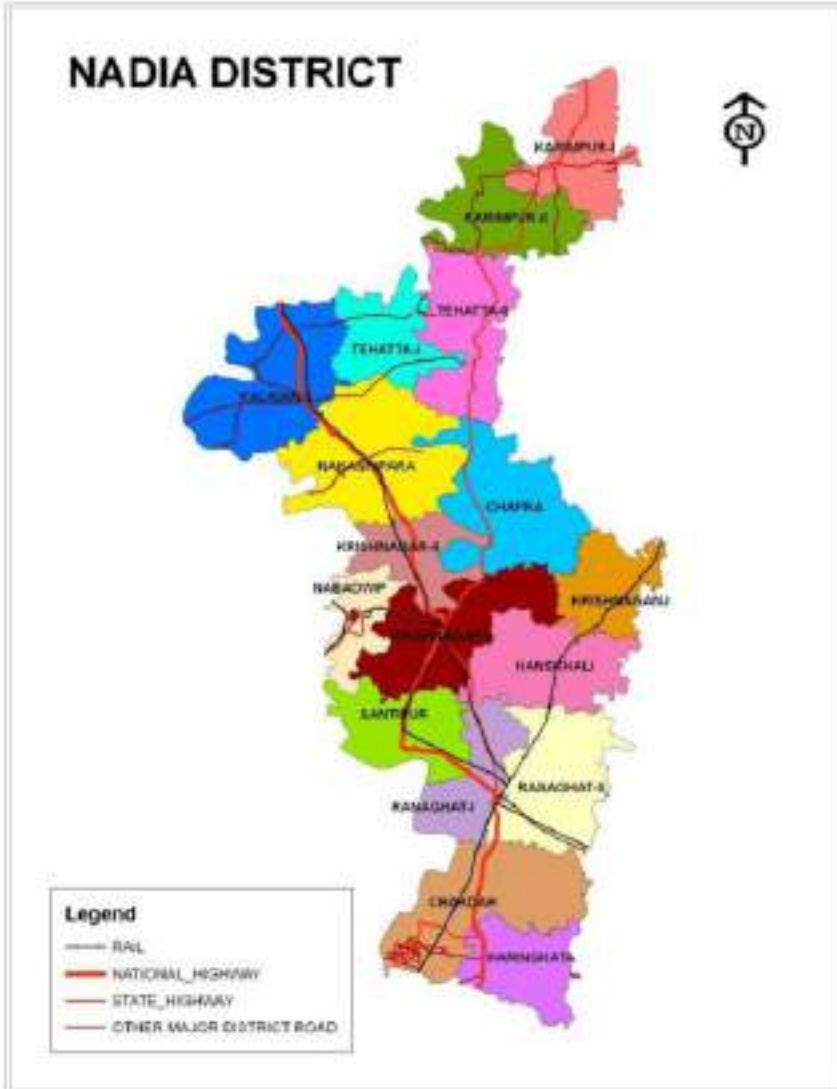 NADIA DISTRICT
N
KARIMPUR-I
KARIMPUR-II
TEHATTA-II
TEHATTA-I
NAKASHIPARA
CHAPRA
KRISHNAGAR-II
NABADWIP
KRISHNAGANJ
HANSKHALI
SANTIPUR
RANAGHAT-II
RANAGHAT-I
CHAKDAH
HARINGHATA
Legend
RAIL
NATIONAL_HIGHWAY
STATE_HIGHWAY
OTHER MAJOR DISTRICT ROAD